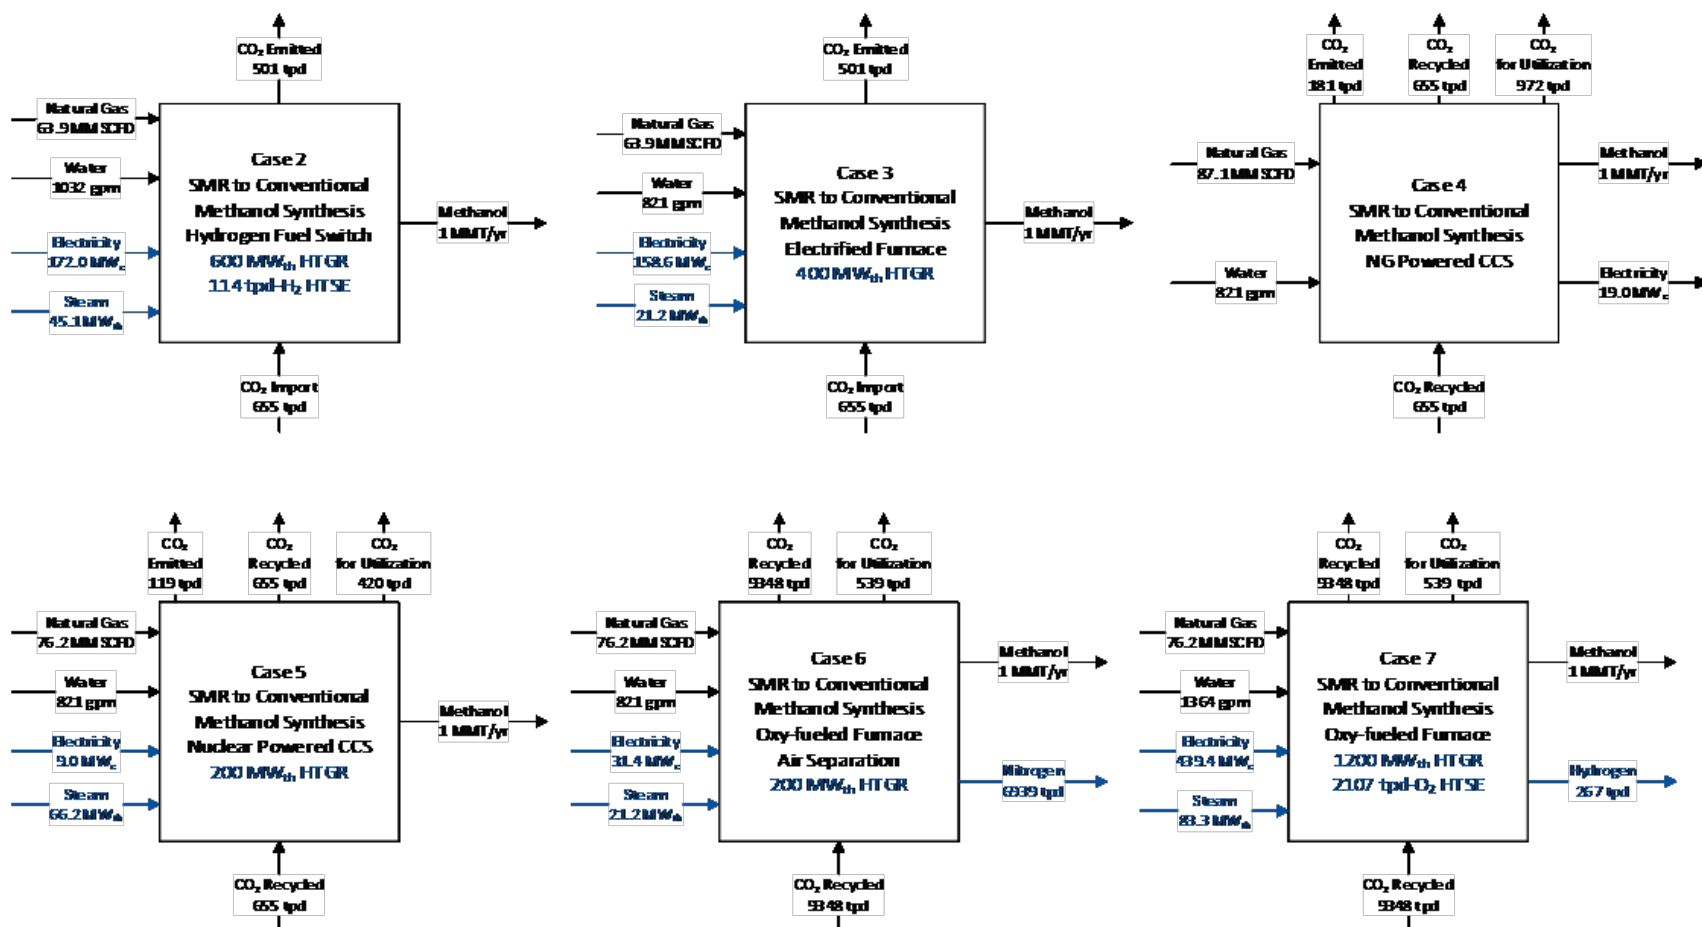 CO₂ Emitted
501 tpd
Natural Gas
63.9 MMSCFD
Water
1032 gpm
Electricity
172.0 MWₑ
Steam
45.1 MWₜₕ
Case 2
SMR to Conventional
Methanol Synthesis
Hydrogen Fuel Switch
600 MWₜₕ HTGR
114 tpd-H₂ HTSE
Methanol
1 MMT/yr
CO₂ Import
655 tpd
CO₂ Emitted
501 tpd
Natural Gas
63.9 MMSCFD
Water
821 gpm
Electricity
158.6 MWₑ
Steam
21.2 MWₜₕ
Case 3
SMR to Conventional
Methanol Synthesis
Electrified Furnace
400 MWₜₕ HTGR
Methanol
1 MMT/yr
CO₂ Import
655 tpd
CO₂
Emitted
181 tpd
CO₂
Recycled
655 tpd
CO₂
for Utilization
972 tpd
Natural Gas
87.1 MMSCFD
Water
821 gpm
Case 4
SMR to Conventional
Methanol Synthesis
NG Powered CCS
Methanol
1 MMT/yr
Electricity
19.0 MWₑ
CO₂ Recycled
655 tpd
CO₂
Emitted
119 tpd
CO₂
Recycled
655 tpd
CO₂
for Utilization
420 tpd
Natural Gas
76.2 MMSCFD
Water
821 gpm
Electricity
9.0 MWₑ
Steam
66.2 MWₜₕ
Case 5
SMR to Conventional
Methanol Synthesis
Nuclear Powered CCS
200 MWₜₕ HTGR
Methanol
1 MMT/yr
CO₂ Recycled
655 tpd
CO₂
Recycled
9348 tpd
CO₂
for Utilization
539 tpd
Natural Gas
76.2 MMSCFD
Water
821 gpm
Electricity
31.4 MWₑ
Steam
21.2 MWₜₕ
Case 6
SMR to Conventional
Methanol Synthesis
Oxy-fueled Furnace
Air Separation
200 MWₜₕ HTGR
Methanol
1 MMT/yr
Nitrogen
6939 tpd
CO₂ Recycled
9348 tpd
CO₂
Recycled
9348 tpd
CO₂
for Utilization
539 tpd
Natural Gas
76.2 MMSCFD
Water
1364 gpm
Electricity
439.4 MWₑ
Steam
83.3 MWₜₕ
Case 7
SMR to Conventional
Methanol Synthesis
Oxy-fueled Furnace
1200 MWₜₕ HTGR
2107 tpd-O₂ HTSE
Methanol
1 MMT/yr
Hydrogen
267 tpd
CO₂ Recycled
9348 tpd